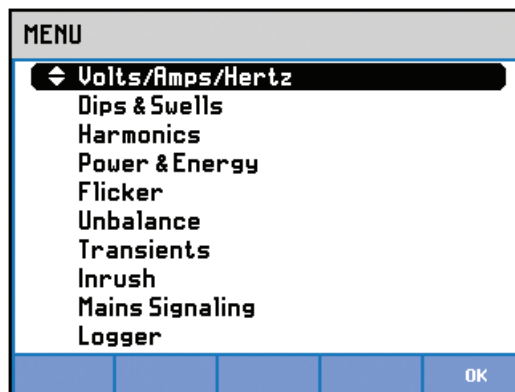 MENU
Volts/Amps/Hertz
Dips & Swells
Harmonics
Power & Energy
Flicker
Unbalance
Transients
Inrush
Mains Signaling
Logger
OK